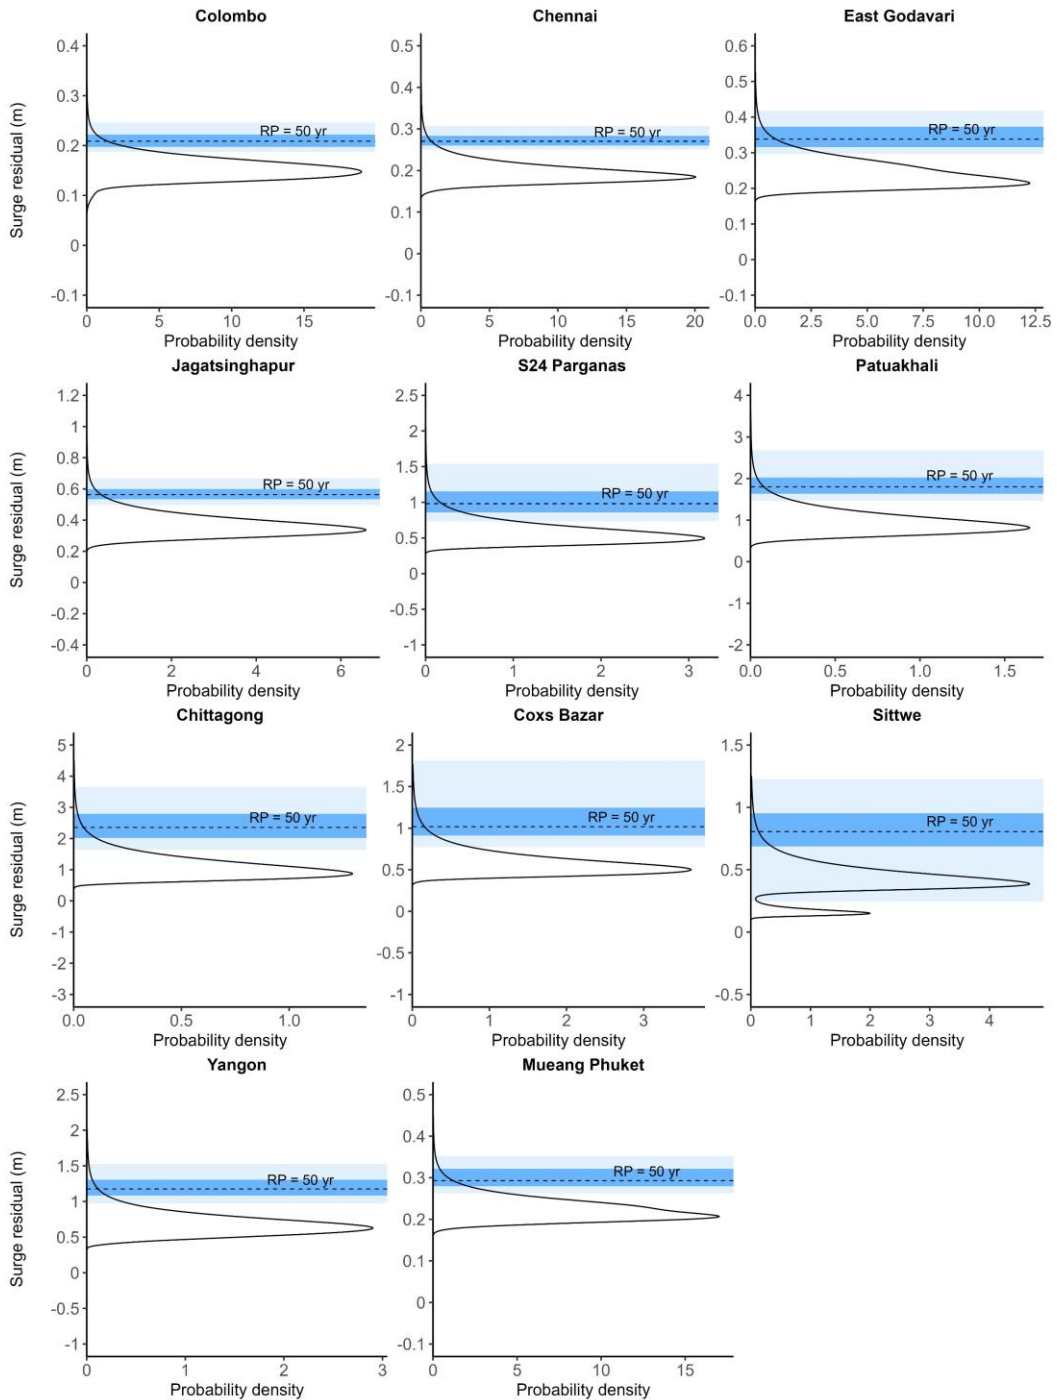 Colombo Chennai East Godavari
Surge residual (m)
0.4
0.3
0.2
0.1
0
-0.1
RP = 50 yr
0 5 10 15
Probability density
0.5
0.4
0.3
0.2
0.1
0
-0.1
RP = 50 yr
0 5 10 15 20
Probability density
0.6
0.5
0.4
0.3
0.2
0.1
0
-0.1
RP = 50 yr
0.0 2.5 5.0 7.5 10.0 12.5
Probability density
Jagatsinghapur S24 Parganas Patuakhali
Surge residual (m)
1.2
1
0.8
0.6
0.4
0.2
0
-0.2
-0.4
RP = 50 yr
0 2 4 6
Probability density
2.5
2
1.5
1
0.5
0
-0.5
-1
RP = 50 yr
0 1 2 3
Probability density
4
3
2
1
0
-1
-2
RP = 50 yr
0.0 0.5 1.0 1.5
Probability density
Chittagong Coxs Bazar Sittwe
Surge residual (m)
5
4
3
2
1
0
-1
-2
-3
RP = 50 yr
0.0 0.5 1.0
Probability density
2
1.5
1
0.5
0
-0.5
-1
RP = 50 yr
0 1 2 3
Probability density
1.5
1
0.5
0
-0.5
RP = 50 yr
0 1 2 3 4
Probability density
Yangon Mueang Phuket
Surge residual (m)
2.5
2
1.5
1
0.5
0
-0.5
-1
RP = 50 yr
0 1 2 3
Probability density
0.5
0.4
0.3
0.2
0.1
0
-0.1
RP = 50 yr
0 5 10 15
Probability density